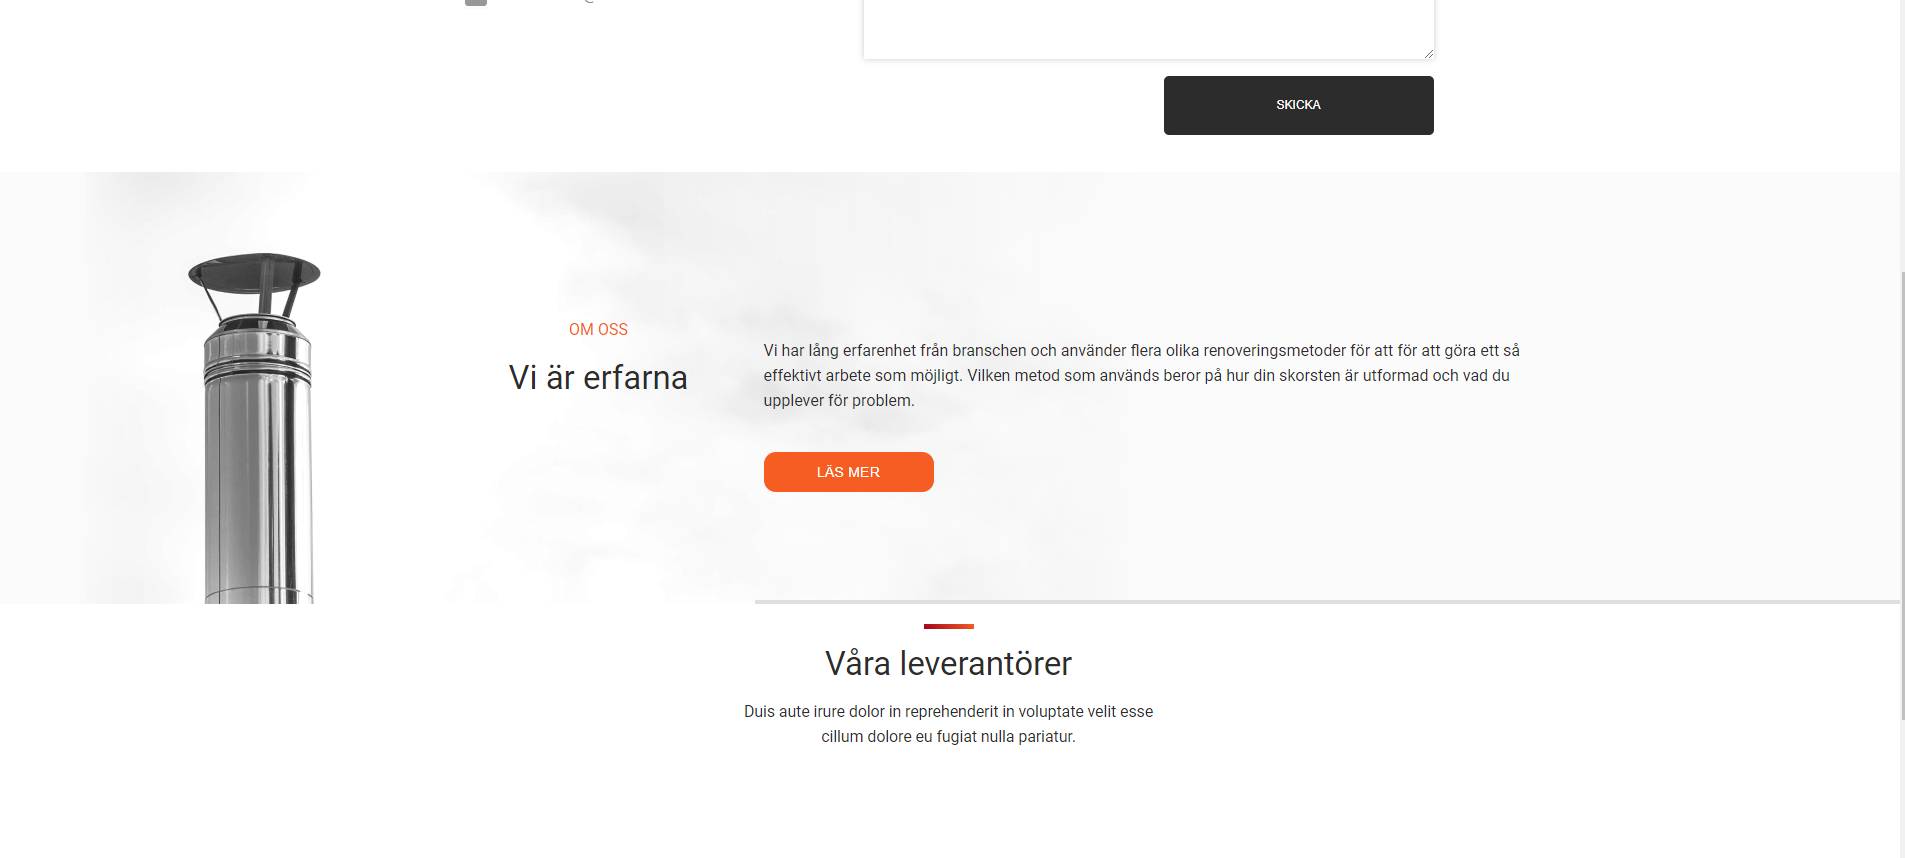 SKICKA
OM OSS
Vi är erfarna
Vi har lång erfarenhet från branschen och använder flera olika renoveringsmetoder för att för att göra ett så
effektivt arbete som möjligt. Vilken metod som används beror på hur din skorsten är utformad och vad du
upplever för problem.
LÄS MER
Våra leverantörer
Duis aute irure dolor in reprehenderit in voluptate velit esse
cillum dolore eu fugiat nulla pariatur.